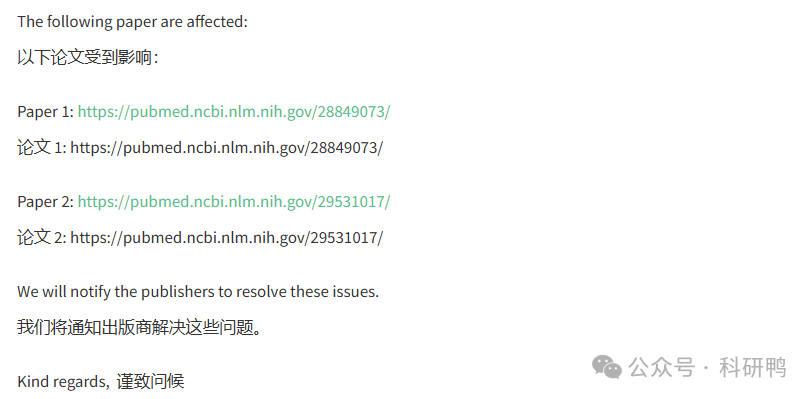 The following paper are affected:
以下论文受到影响：
Paper 1: https://pubmed.ncbi.nlm.nih.gov/28849073/
论文 1: https://pubmed.ncbi.nlm.nih.gov/28849073/
Paper 2: https://pubmed.ncbi.nlm.nih.gov/29531017/
论文 2: https://pubmed.ncbi.nlm.nih.gov/29531017/
We will notify the publishers to resolve these issues.
我们将通知出版商解决这些问题。
Kind regards, 谨致问候
公众号 · 科研鸭